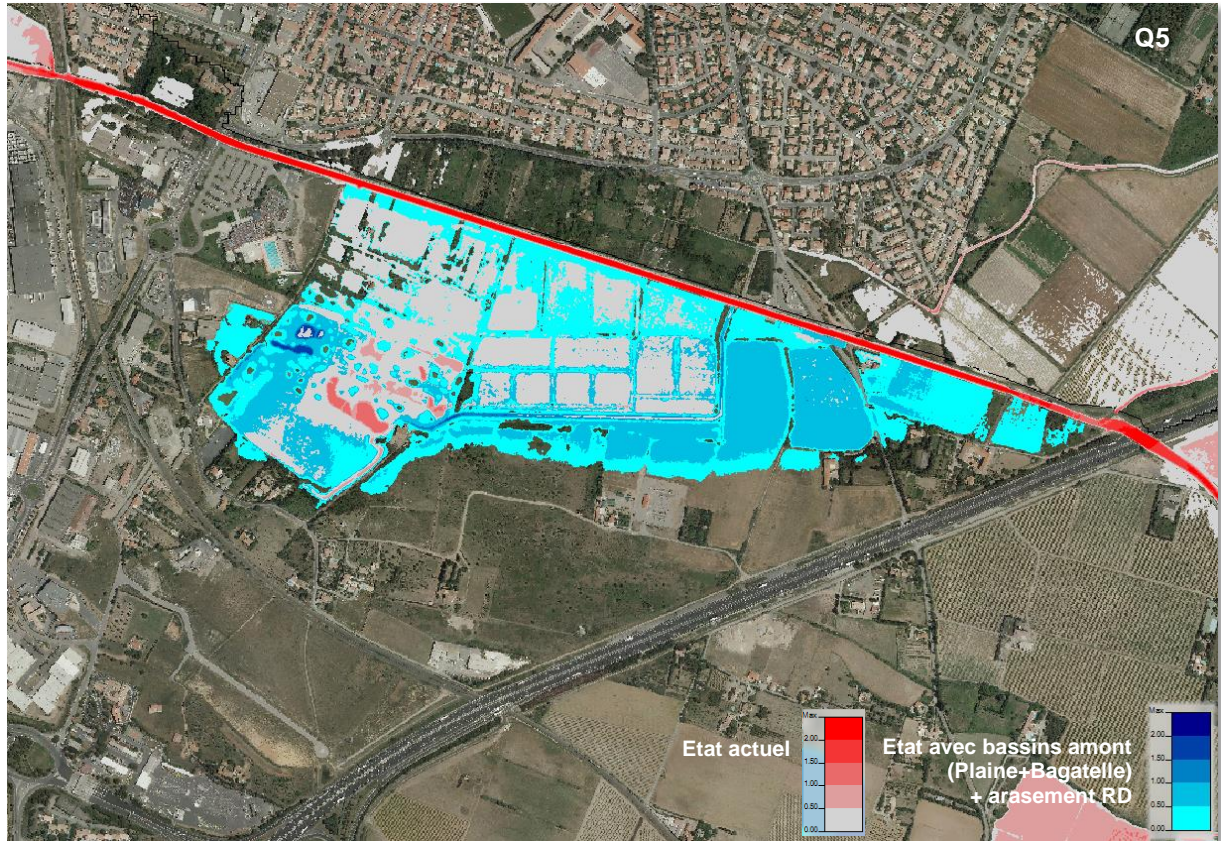 Q5
Etat actuel
Max
2.00
1.50
1.00
0.50
0.00
Etat avec bassins amont
(Plaine+Bagatelle)
+ arasement RD
Max
2.00
1.50
1.00
0.50
0.00